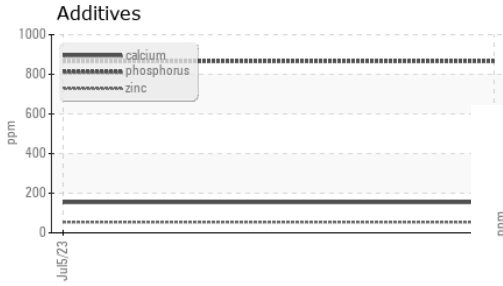 Additives
1000
calcium
phosphorus
zinc
800
600
400
200
0
ppm
Jul5/23
ppm